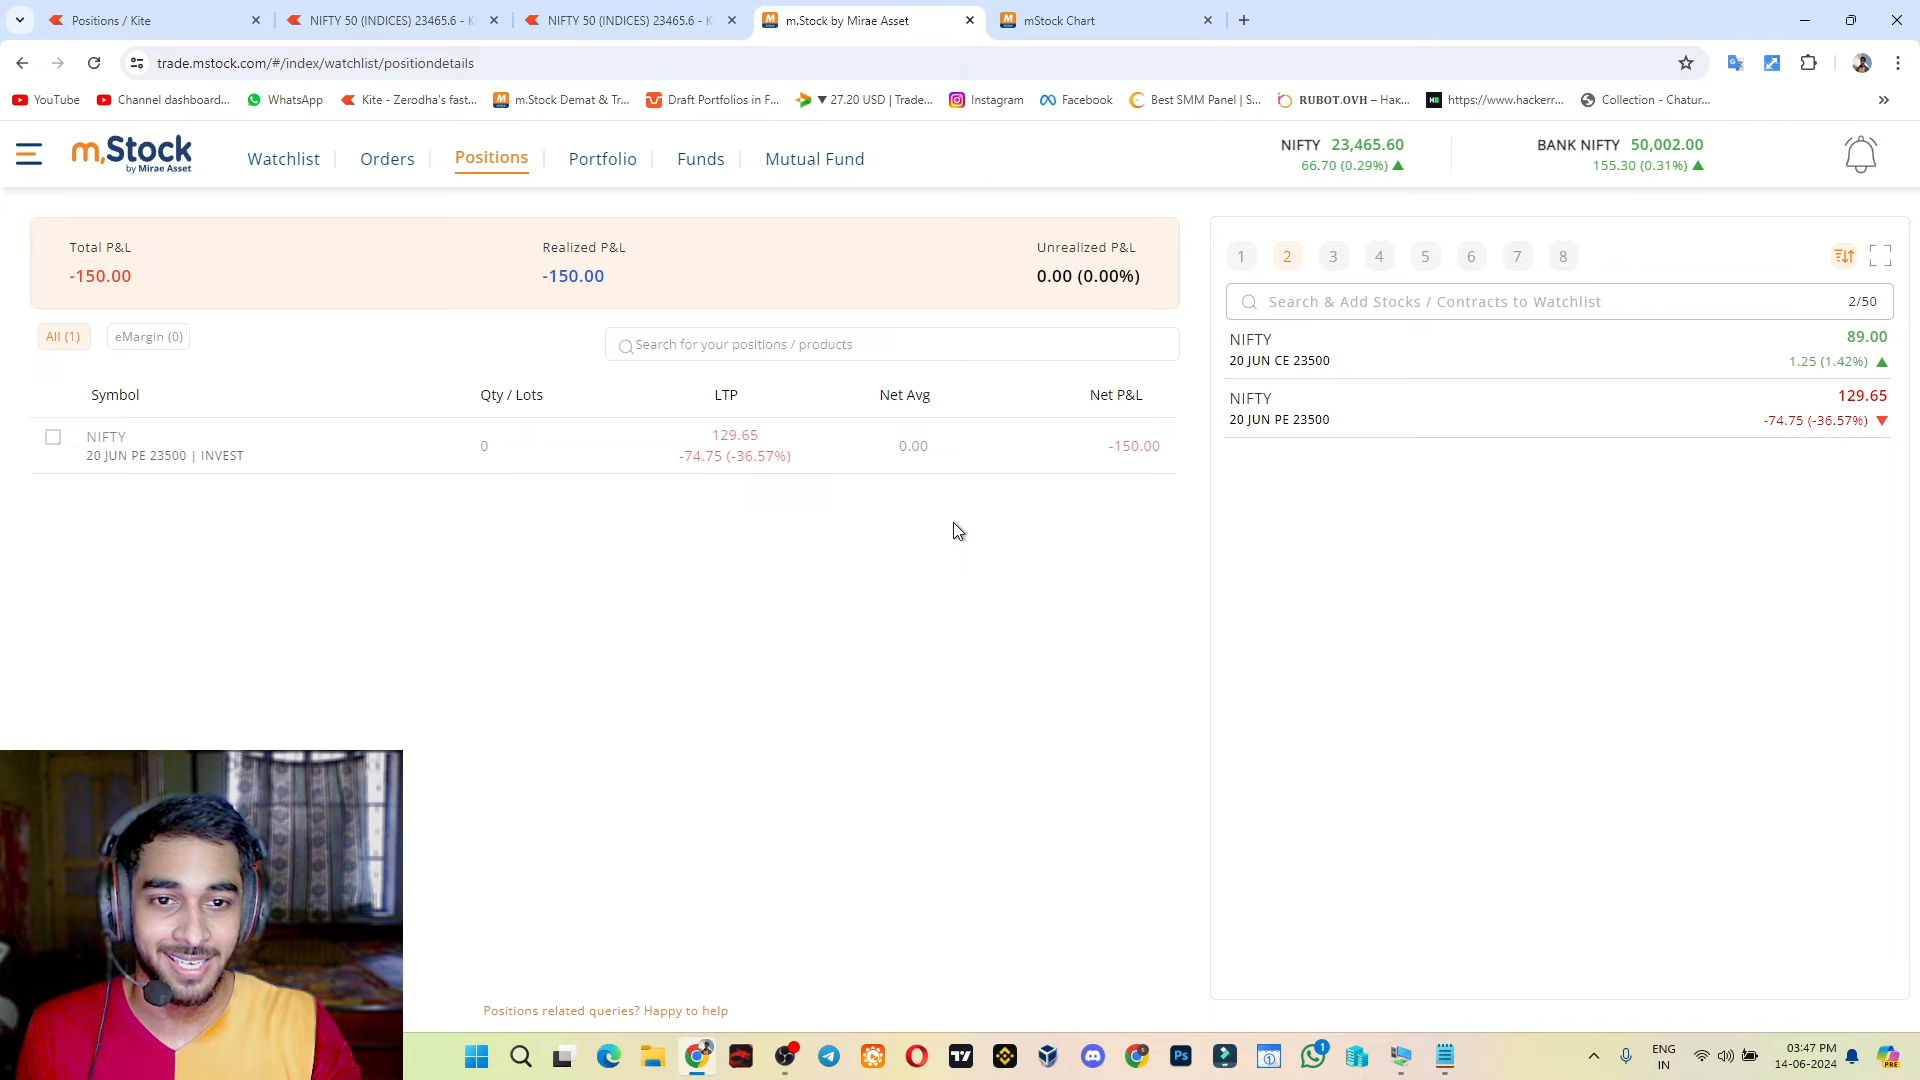 Positions / Kite
NIFTY 50 (INDICES) 23465.6 - K
NIFTY 50 (INDICES) 23465.6 - K
m.Stock by Mirae Asset
mStock Chart
trade.mstock.com/#/index/watchlist/positiondetails
YouTube
Channel dashboard...
WhatsApp
Kite - Zerodha's fast...
m.Stock Demat & Tr...
Draft Portfolios in F...
▼ 27.20 USD | Trade...
Instagram
Facebook
Best SMM Panel | S...
RUBOT.OVH – Нак...
https://www.hackerr...
Collection - Chatur...
m.Stock
by Mirae Asset
Watchlist
Orders
Positions
Portfolio
Funds
Mutual Fund
NIFTY 23,465.60
66.70 (0.29%) ▲
BANK NIFTY 50,002.00
155.30 (0.31%) ▲
Total P&L
-150.00
Realized P&L
-150.00
Unrealized P&L
0.00 (0.00%)
All (1)
eMargin (0)
Search for your positions / products
Symbol
Qty / Lots
LTP
Net Avg
Net P&L
NIFTY
20 JUN PE 23500 | INVEST
0
129.65
-74.75 (-36.57%)
0.00
-150.00
1 2 3 4 5 6 7 8
Search & Add Stocks / Contracts to Watchlist
2/50
NIFTY
89.00
20 JUN CE 23500
1.25 (1.42%) ▲
NIFTY
129.65
20 JUN PE 23500
-74.75 (-36.57%) ▼
Positions related queries? Happy to help
1
ENG
IN
03:47 PM
14-06-2024
PRE